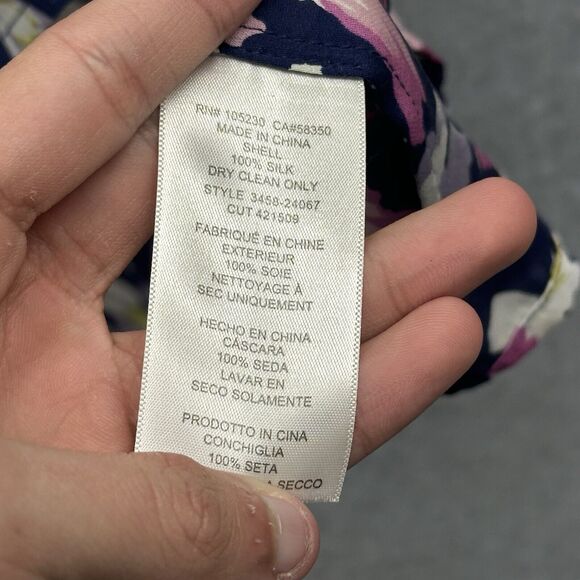 RN# 105230 CA#58350
MADE IN CHINA
SHELL
100% SILK
DRY CLEAN ONLY
STYLE 3458-24067
CUT 421509
FABRIQUÉ EN CHINE
EXTERIEUR
100% SOIE
NETTOYAGE À
SEC UNIQUEMENT
HECHO EN CHINA
CÁSCARA
100% SEDA
LAVAR EN
SECO SOLAMENTE
PRODOTTO IN CINA
CONCHIGLIA
100% SETA
A SECCO